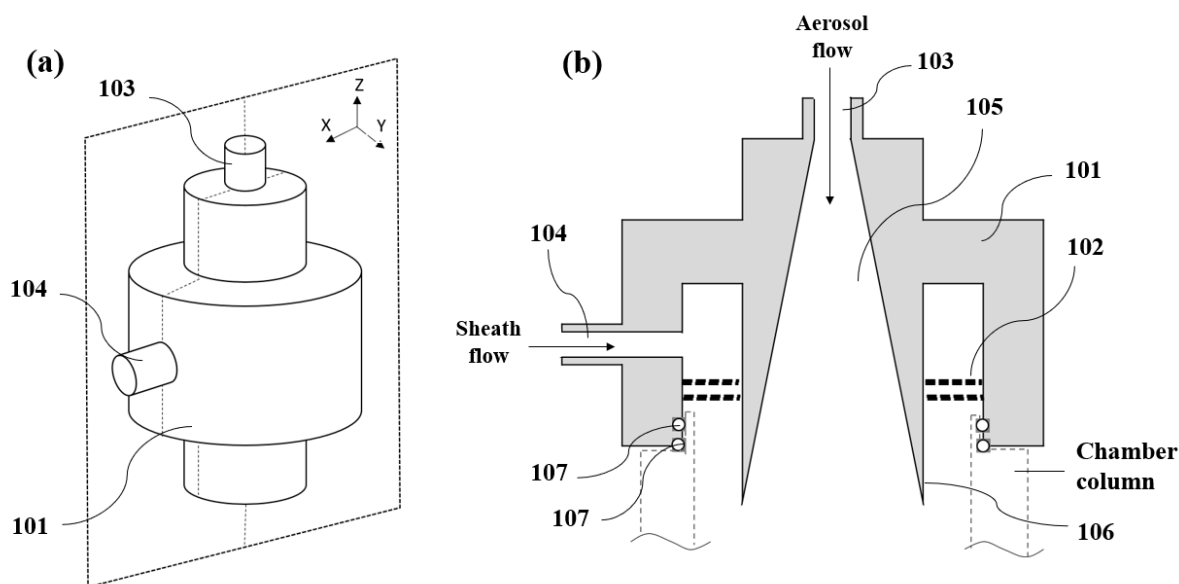 (a)
103
Z
X
Y
104
101
(b)
Aerosol
flow
103
105
101
104
102
Sheath
flow
107
107
Chamber
column
106